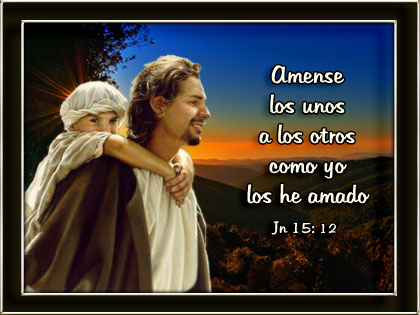 Amense
los unos
a los otros
como yo
los he amado
Jn 15: 12